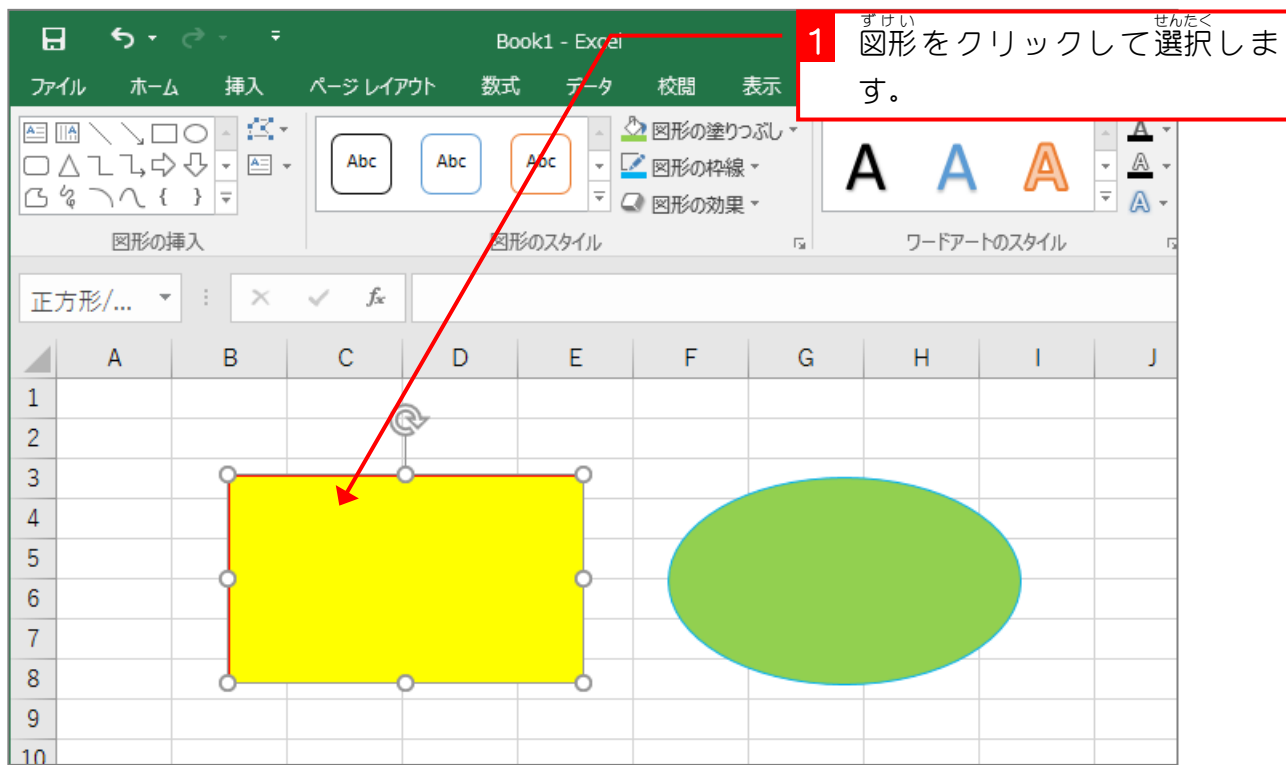 Book1 - Excel
1
ずけい せんたく
図形をクリックして選択しま
す。
ファイル ホーム 挿入 ページ レイアウト 数式 データ 校閲 表示
Abc Abc Abc
図形の塗りつぶし
図形の枠線
図形の効果
A A A
A
A
A
図形の挿入 図形のスタイル ワードアートのスタイル
正方形/... fx
A B C D E F G H I J
1
2
3
4
5
6
7
8
9
10